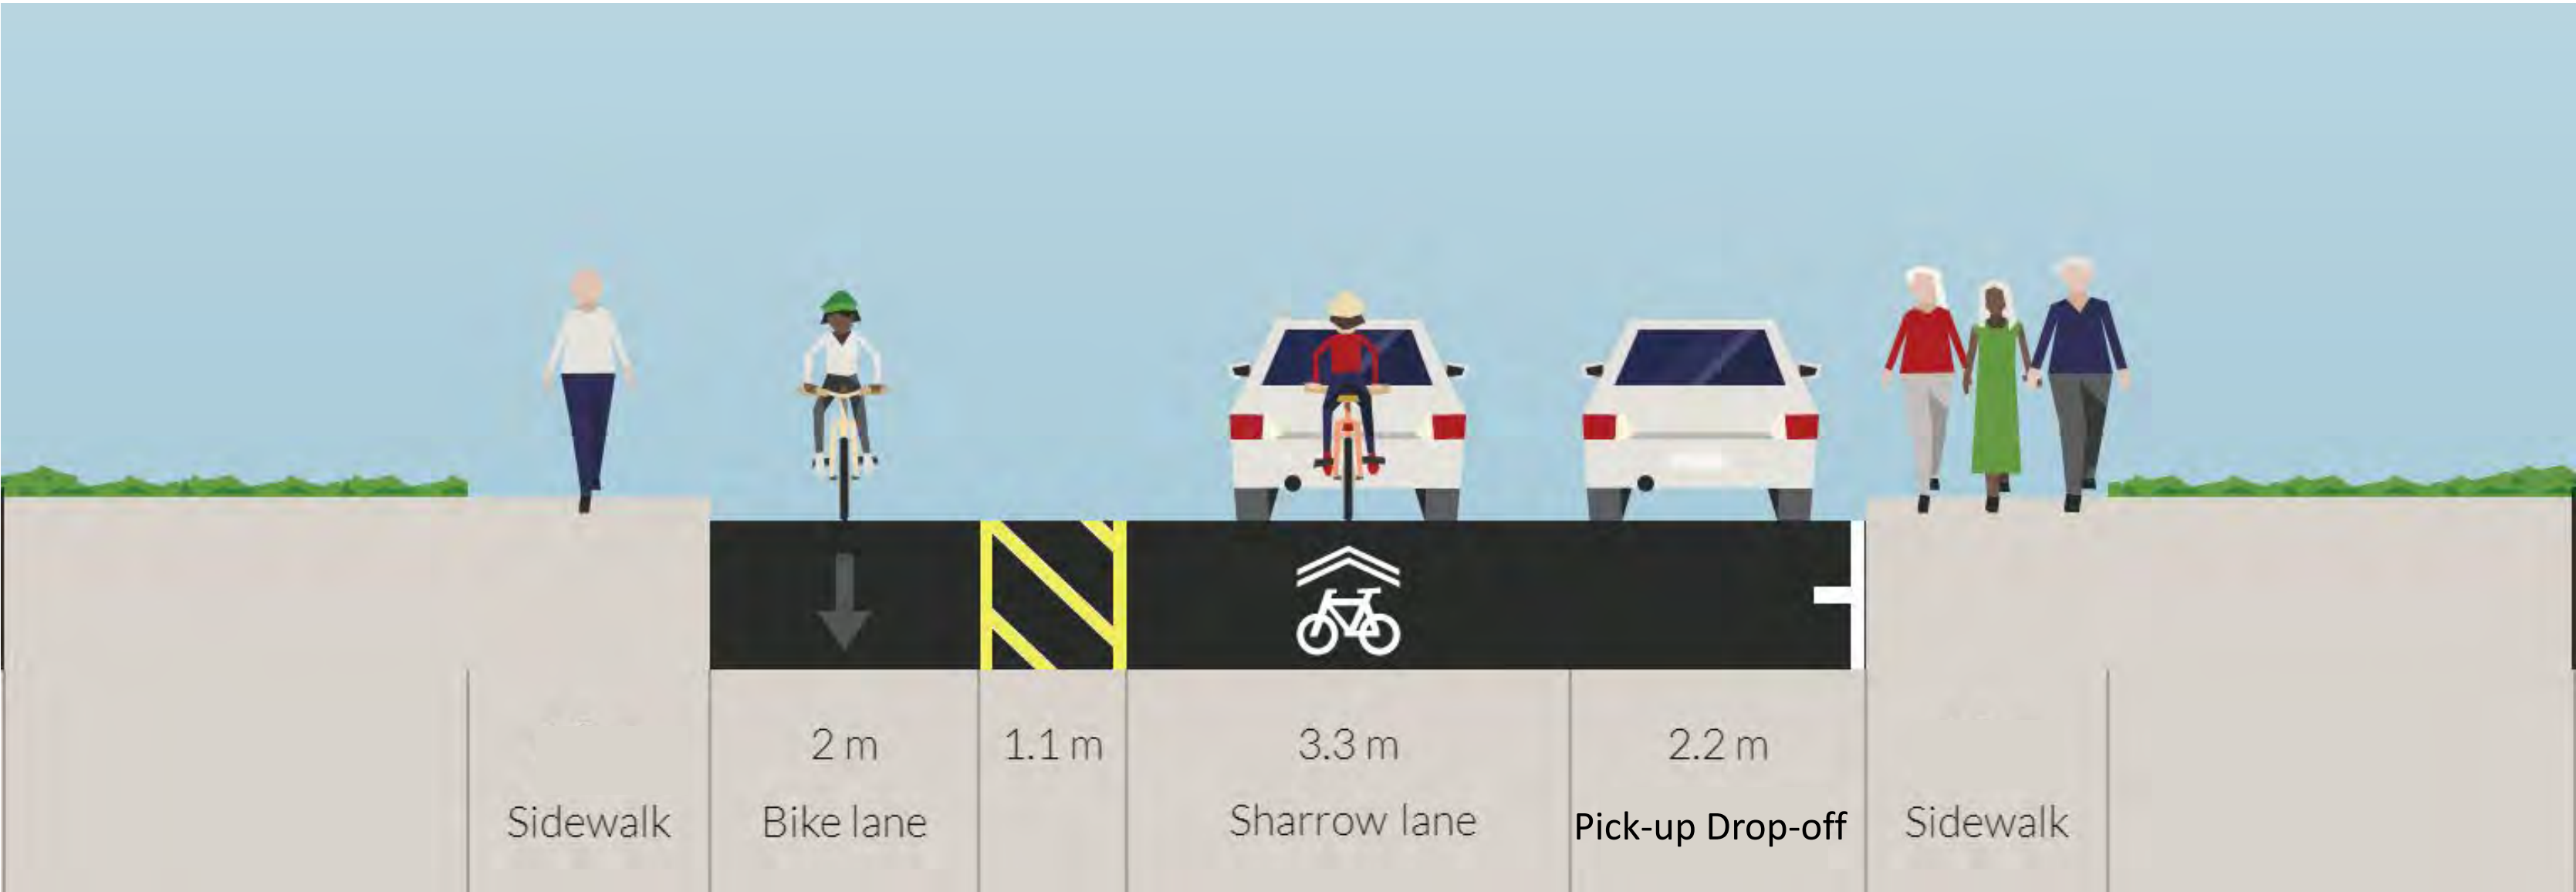 2 m
1.1 m
3.3 m
2.2 m
Sidewalk
Bike lane
Sharrow lane
Pick-up Drop-off
Sidewalk